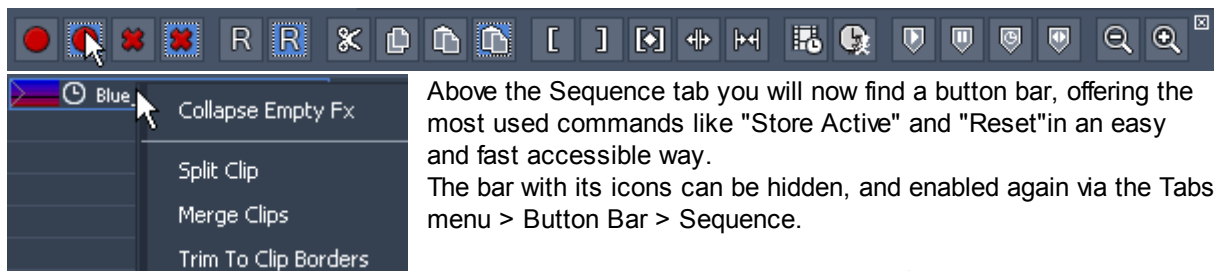 R R
Blue_
Collapse Empty Fx
Split Clip
Merge Clips
Trim To Clip Borders
Above the Sequence tab you will now find a button bar, offering the
most used commands like "Store Active" and "Reset"in an easy
and fast accessible way.
The bar with its icons can be hidden, and enabled again via the Tabs
menu > Button Bar > Sequence.